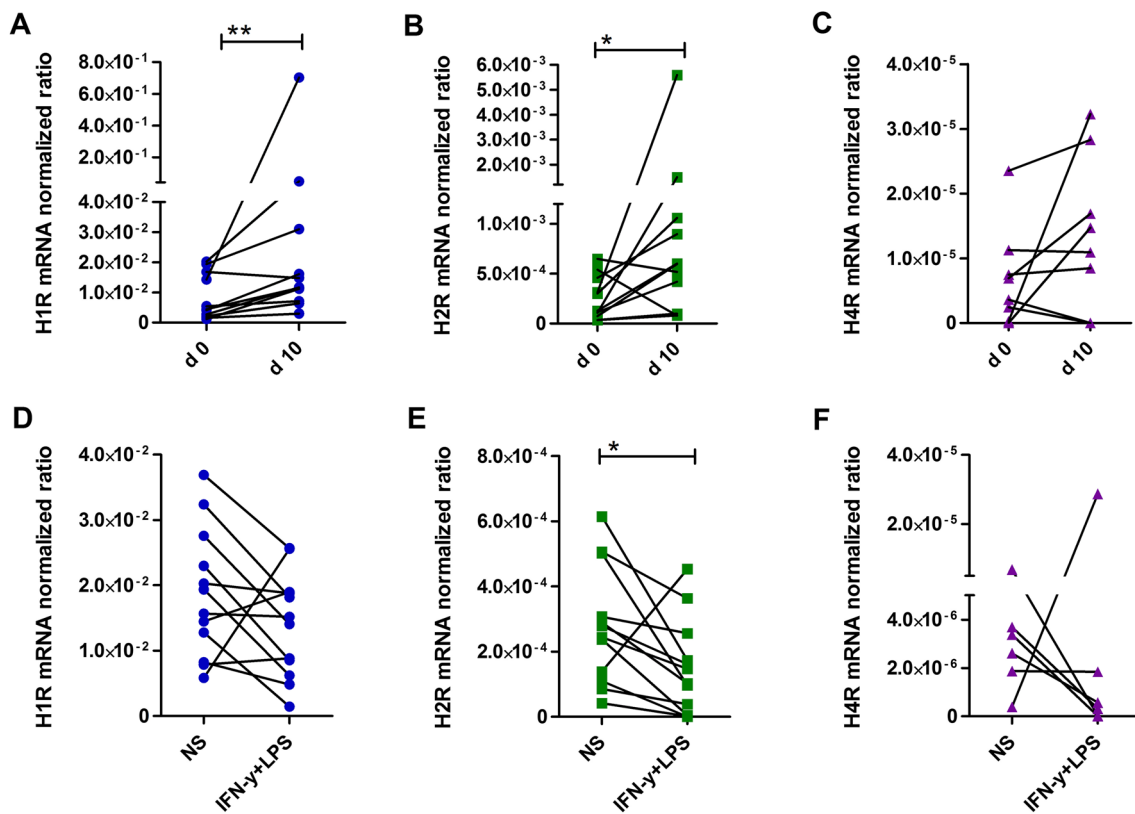 A
H1R mRNA normalized ratio
**
8.0×10⁻¹
6.0×10⁻¹
4.0×10⁻¹
2.0×10⁻¹
4.0×10⁻²
3.0×10⁻²
2.0×10⁻²
1.0×10⁻²
0
d 0
d 10
B
H2R mRNA normalized ratio
*
6.0×10⁻³
5.0×10⁻³
4.0×10⁻³
3.0×10⁻³
2.0×10⁻³
1.0×10⁻³
5.0×10⁻⁴
0
d 0
d 10
C
H4R mRNA normalized ratio
4.0×10⁻⁵
3.0×10⁻⁵
2.0×10⁻⁵
1.0×10⁻⁵
0
d 0
d 10
D
H1R mRNA normalized ratio
4.0×10⁻²
3.0×10⁻²
2.0×10⁻²
1.0×10⁻²
0
NS
IFN-y+LPS
E
H2R mRNA normalized ratio
*
8.0×10⁻⁴
6.0×10⁻⁴
4.0×10⁻⁴
2.0×10⁻⁴
0
NS
IFN-y+LPS
F
H4R mRNA normalized ratio
4.0×10⁻⁵
2.0×10⁻⁵
4.0×10⁻⁶
2.0×10⁻⁶
0
NS
IFN-y+LPS